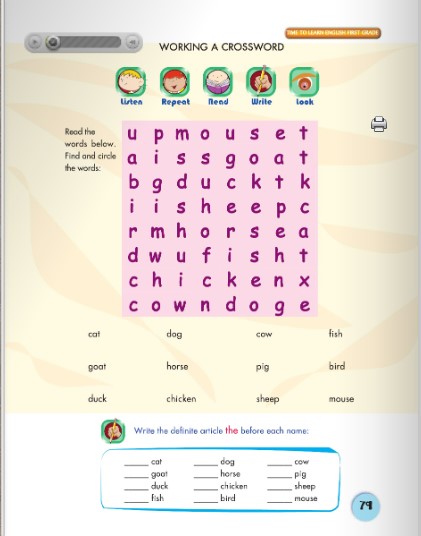 TIME TO LEARN ENGLISH FIRST GRADE
WORKING A CROSSWORD
Listen Repeat Read Write Look
Read the
words below.
Find and circle
the words:
u p m o u s e t
a i s s g o a t
b g d u c k t k
i i s h e e p c
r m h o r s e a
d w u f i s h t
c h i c k e n x
c o w n d o g e
cat dog cow fish
goat horse pig bird
duck chicken sheep mouse
Write the definite article the before each name:
_____ cat _____ dog _____ cow
_____ goat _____ horse _____ pig
_____ duck _____ chicken _____ sheep
_____ fish _____ bird _____ mouse
79